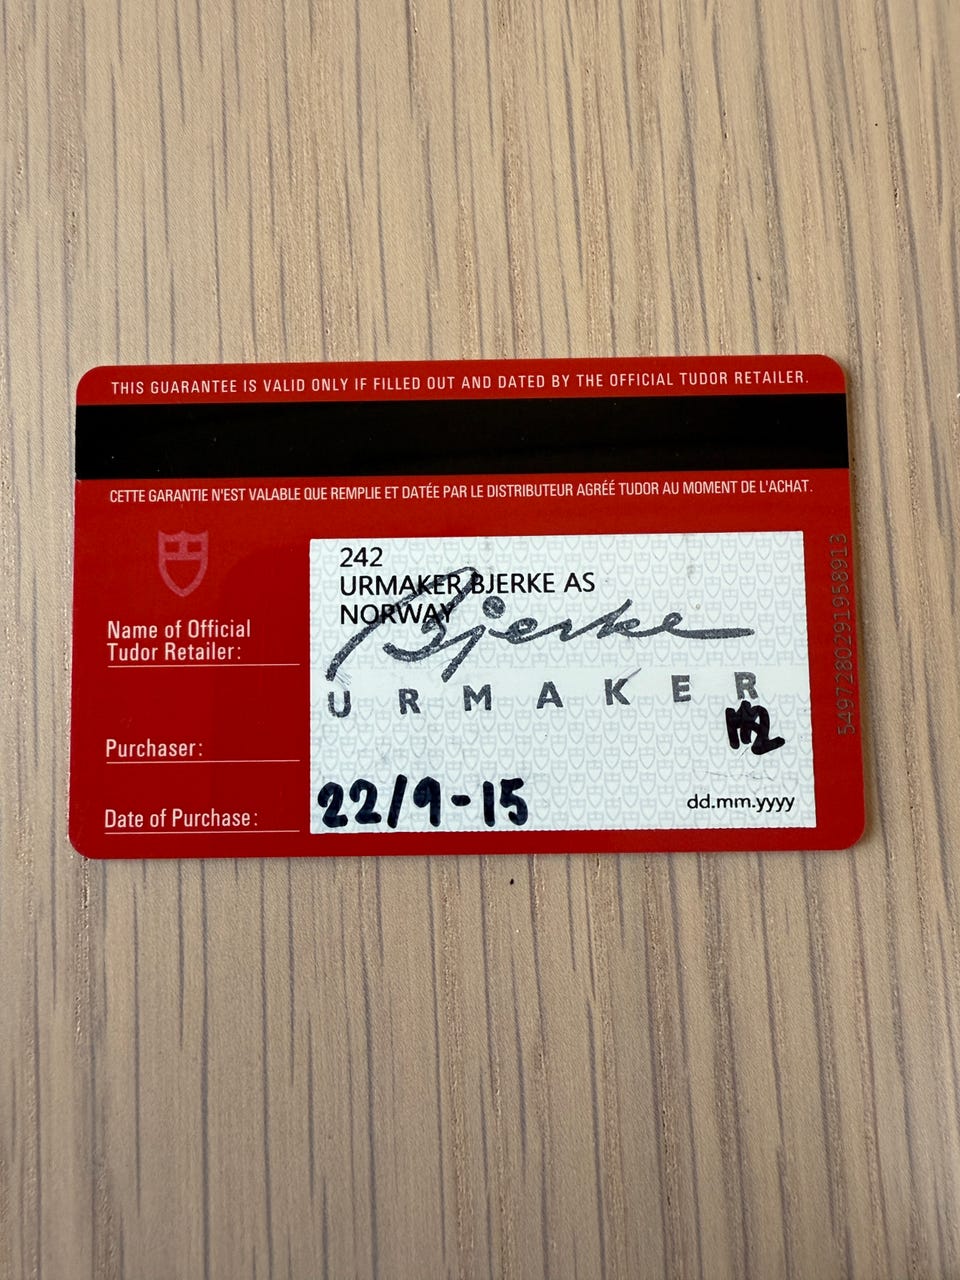 THIS GUARANTEE IS VALID ONLY IF FILLED OUT AND DATED BY THE OFFICIAL TUDOR RETAILER.
CETTE GARANTIE N'EST VALABLE QUE REMPLIE ET DATÉE PAR LE DISTRIBUTEUR AGRÉÉ TUDOR AU MOMENT DE L'ACHAT.
242
URMAKER BJERKE AS
NORWAY
Bjerke
URMAKER
Name of Official
Tudor Retailer:
Purchaser:
Date of Purchase:
22/9-15
dd.mm.yyyy
5497280291958913